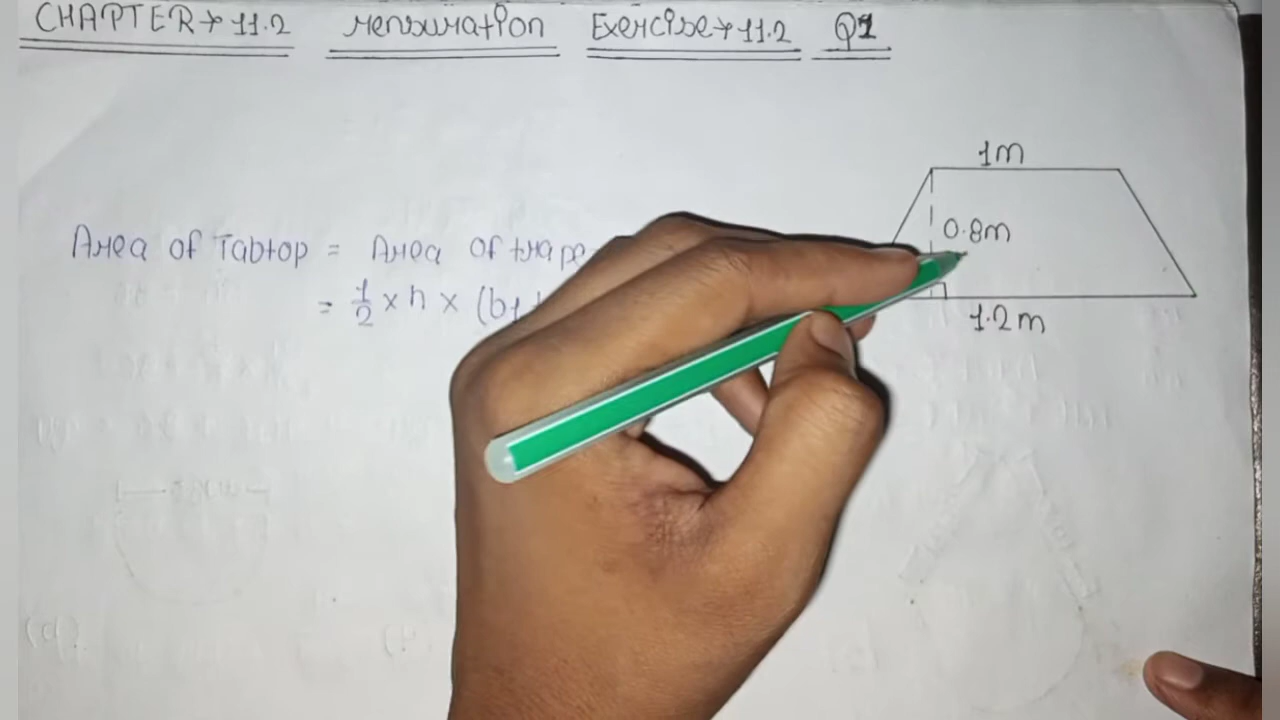 CHAPTER→11.2 mensuration Exercise→11.2 Q1
1m
Area of Tabtop = Area of trape
0.8m
= 1/2 × h × (b1
1.2m